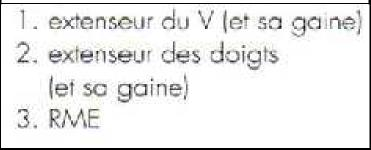 1. extenseur du V (et sa gaine)
2. extenseur des doigts
(et sa gaine)
3. RME